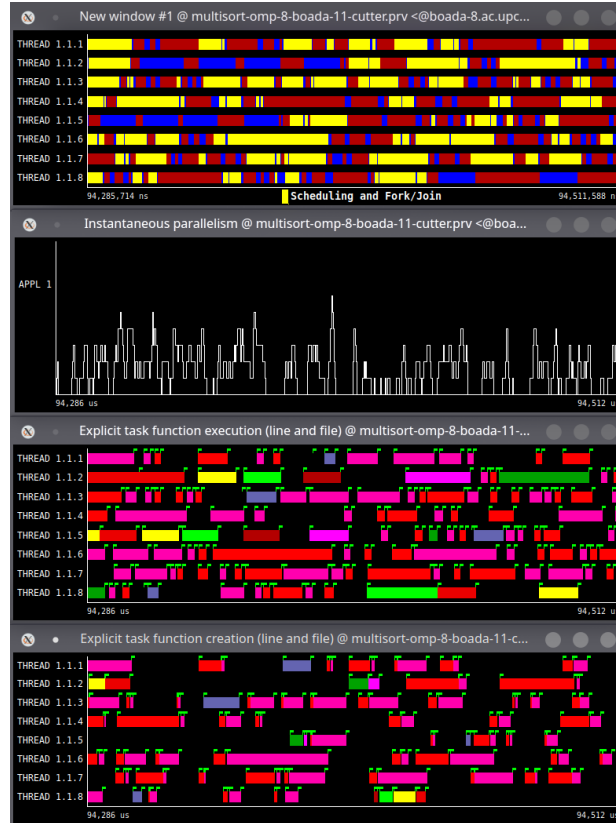 New window #1 @ multisort-omp-8-boada-11-cutter.prv <@boada-8.ac.upc...
THREAD 1.1.1
THREAD 1.1.2
THREAD 1.1.3
THREAD 1.1.4
THREAD 1.1.5
THREAD 1.1.6
THREAD 1.1.7
THREAD 1.1.8
94,285,714 ns Scheduling and Fork/Join 94,511,588 n
Instantaneous parallelism @ multisort-omp-8-boada-11-cutter.prv <@boa...
APPL 1
94,286 us 94,512 u
Explicit task function execution (line and file) @ multisort-omp-8-boada-11-...
THREAD 1.1.1
THREAD 1.1.2
THREAD 1.1.3
THREAD 1.1.4
THREAD 1.1.5
THREAD 1.1.6
THREAD 1.1.7
THREAD 1.1.8
94,286 us 94,512 u
Explicit task function creation (line and file) @ multisort-omp-8-boada-11-c...
THREAD 1.1.1
THREAD 1.1.2
THREAD 1.1.3
THREAD 1.1.4
THREAD 1.1.5
THREAD 1.1.6
THREAD 1.1.7
THREAD 1.1.8
94,286 us 94,512 u